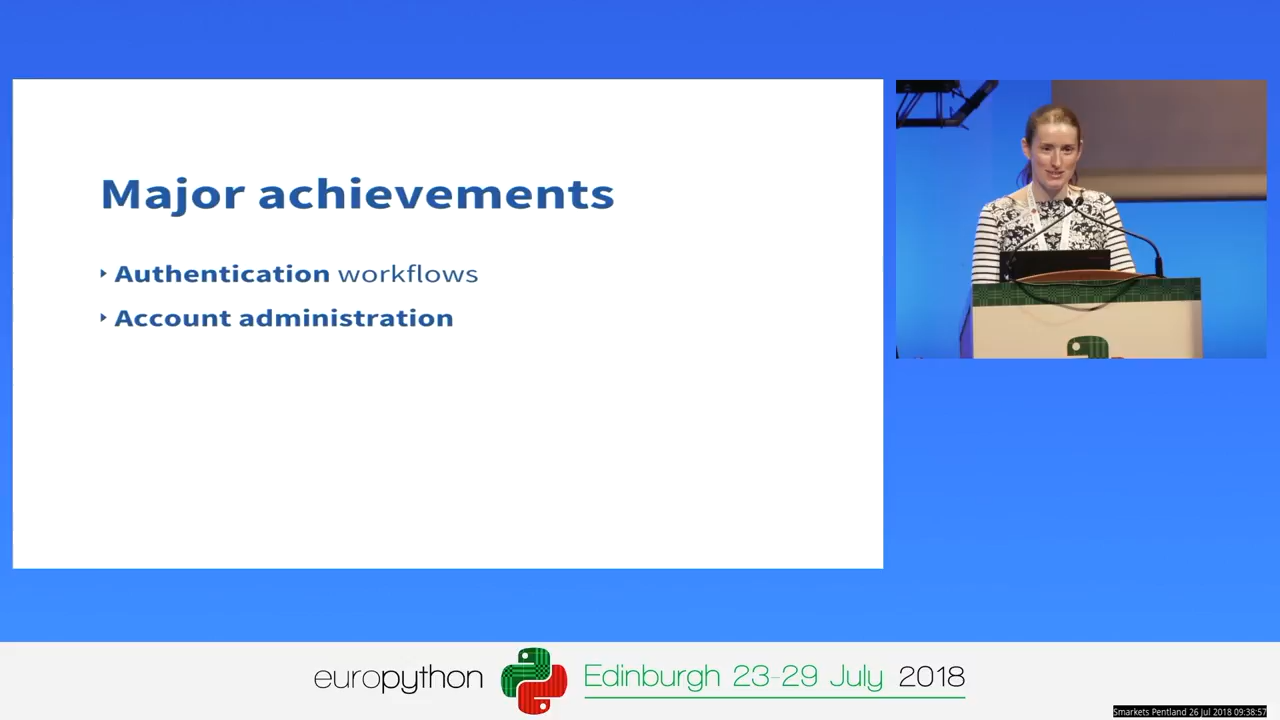 Major achievements
‣ Authentication workflows
‣ Account administration
europython
Edinburgh 23-29 July 2018
Smarkets Pentland 26 Jul 2018 09:38:57